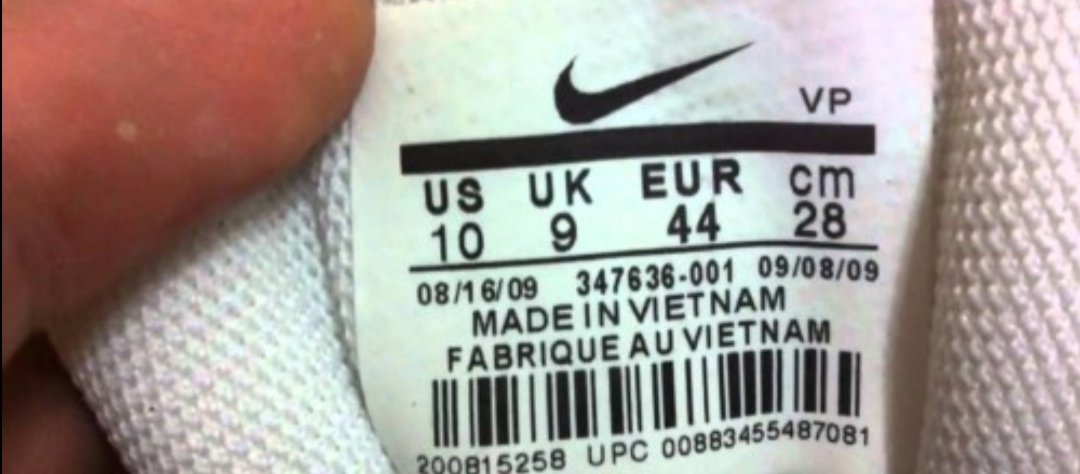 VP
US UK EUR cm
10 9 44 28
08/16/09 347636-001 09/08/09
MADE IN VIETNAM
FABRIQUE AU VIETNAM
200815258 UPC 00883455487081